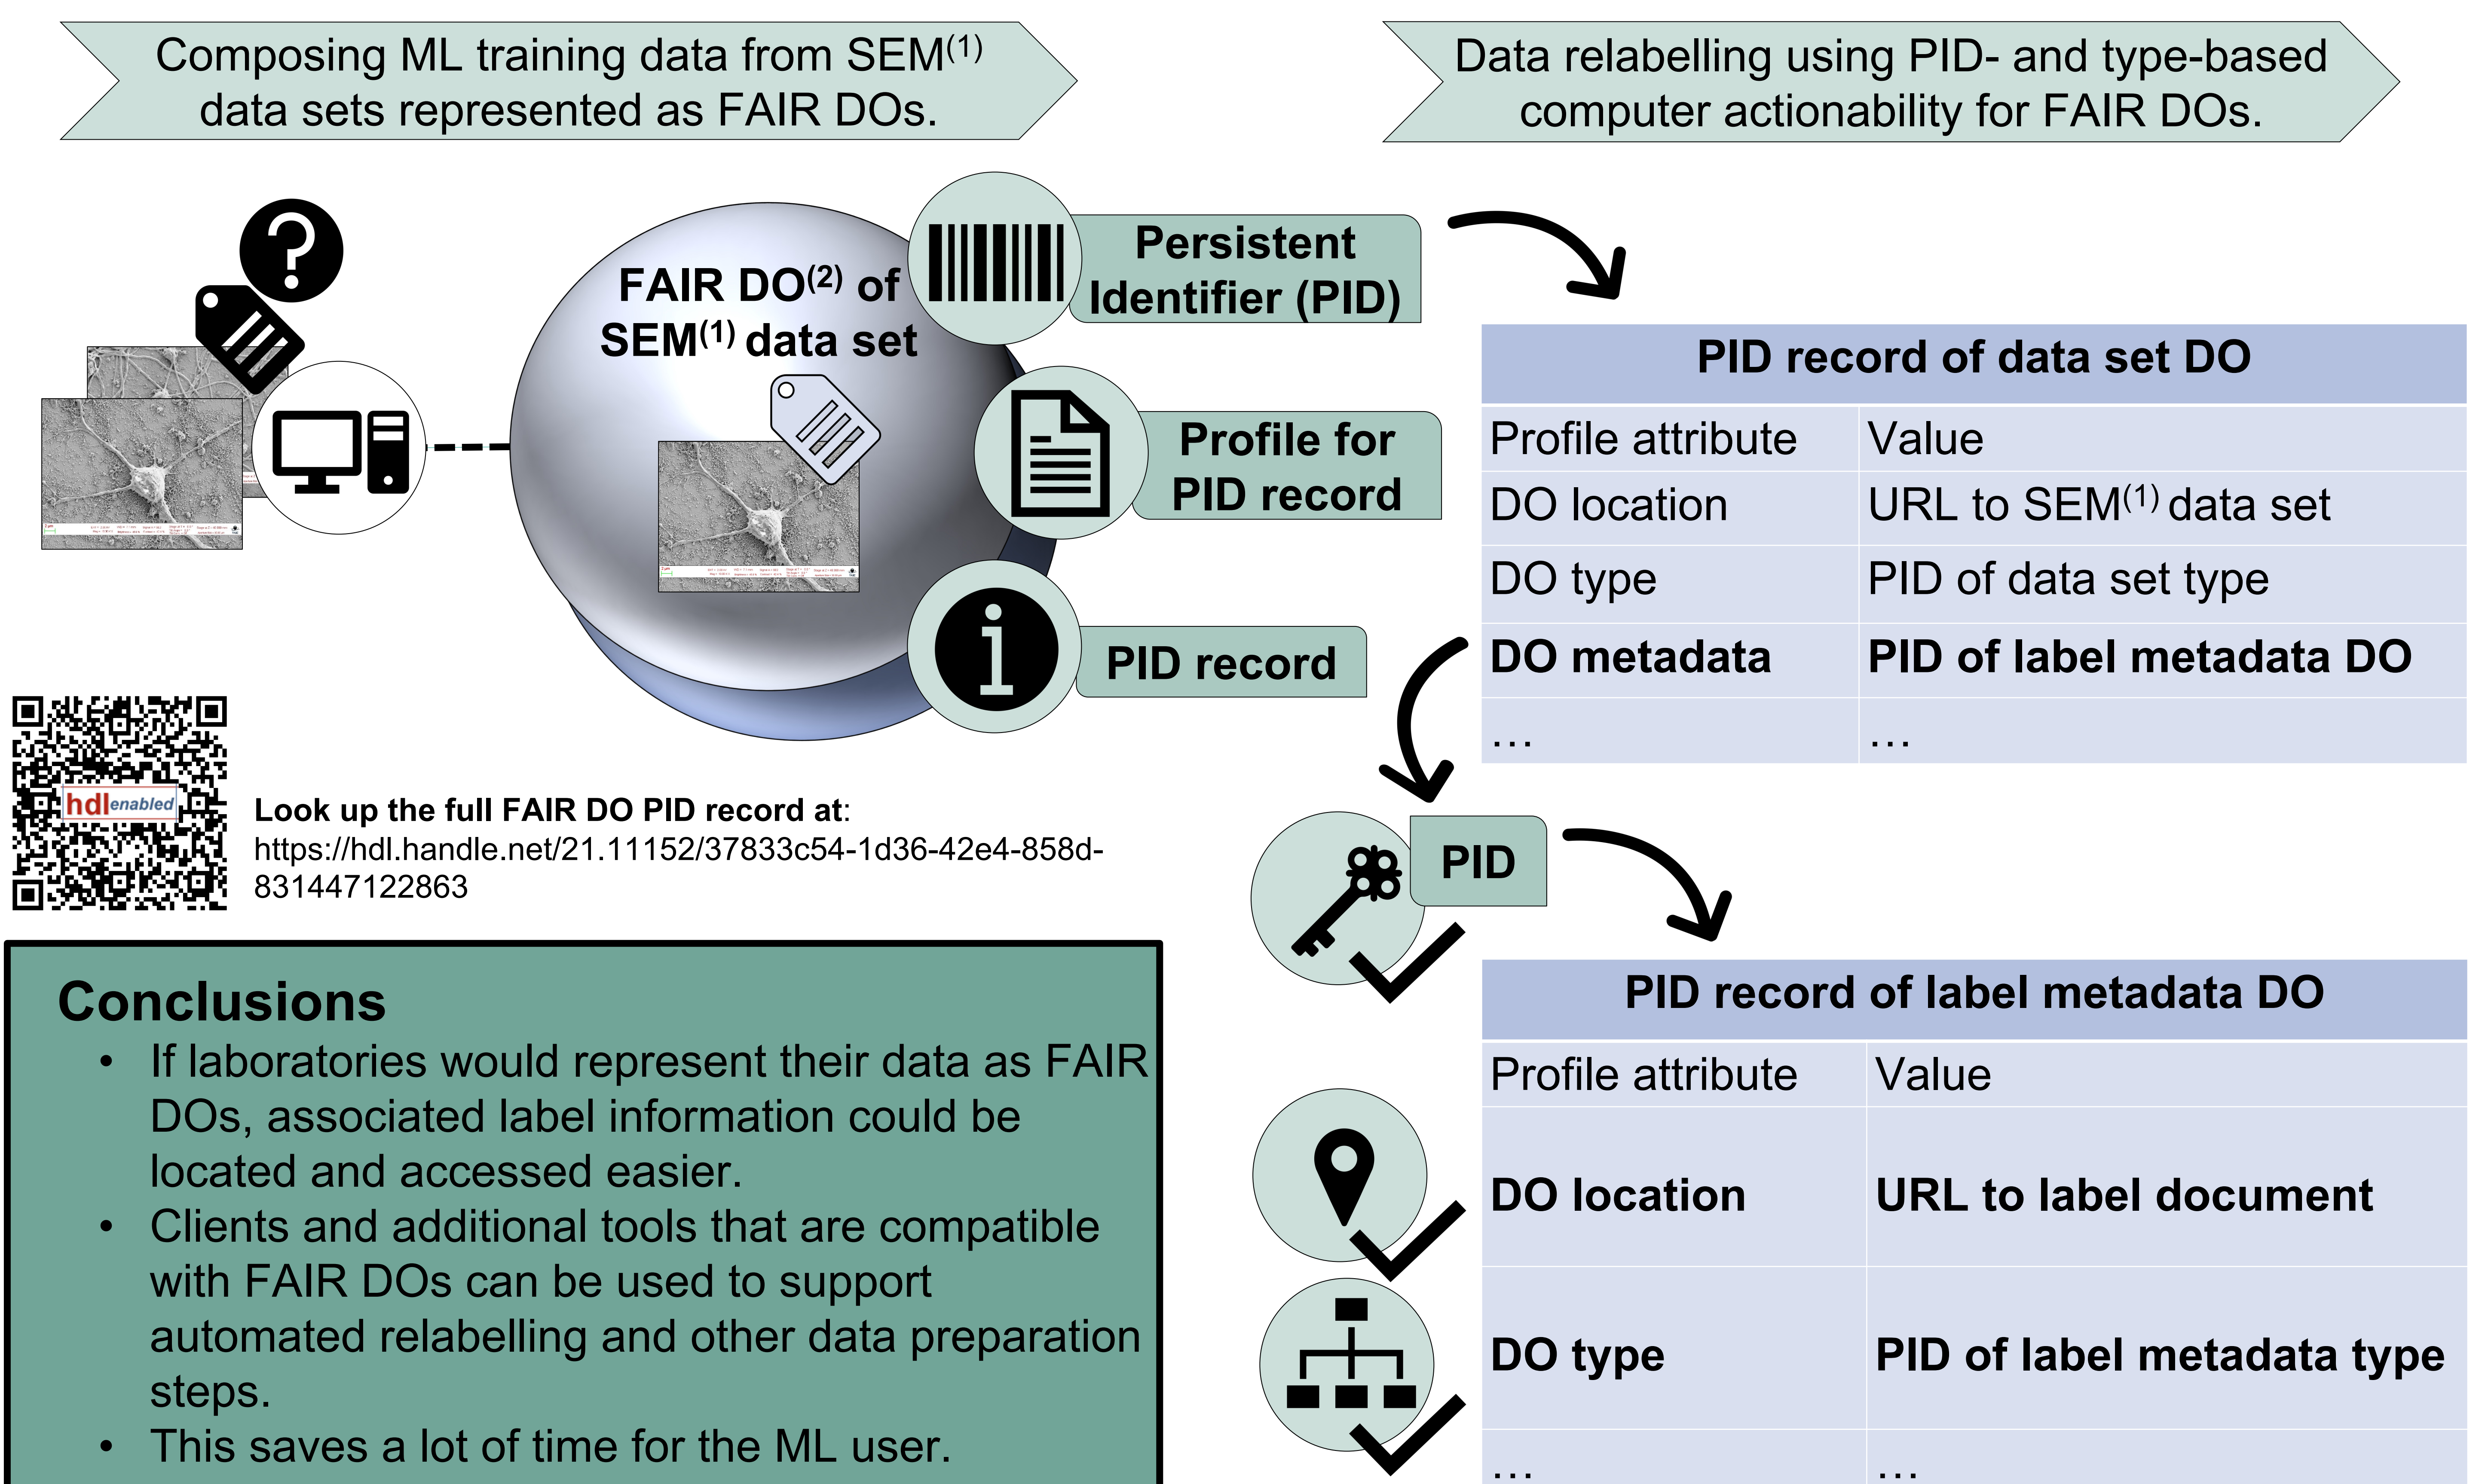 Composing ML training data from SEM(1)
data sets represented as FAIR DOs.
Data relabelling using PID- and type-based
computer actionability for FAIR DOs.
FAIR DO(2) of
SEM(1) data set
Persistent
Identifier (PID)
Profile for
PID record
PID record
PID record of data set DO
Profile attribute Value
DO location URL to SEM(1) data set
DO type PID of data set type
DO metadata PID of label metadata DO
… …
hdl enabled
Look up the full FAIR DO PID record at:
https://hdl.handle.net/21.11152/37833c54-1d36-42e4-858d-
831447122863
PID
PID record of label metadata DO
Profile attribute Value
DO location URL to label document
DO type PID of label metadata type
… …
Conclusions
• If laboratories would represent their data as FAIR
DOs, associated label information could be
located and accessed easier.
• Clients and additional tools that are compatible
with FAIR DOs can be used to support
automated relabelling and other data preparation
steps.
• This saves a lot of time for the ML user.